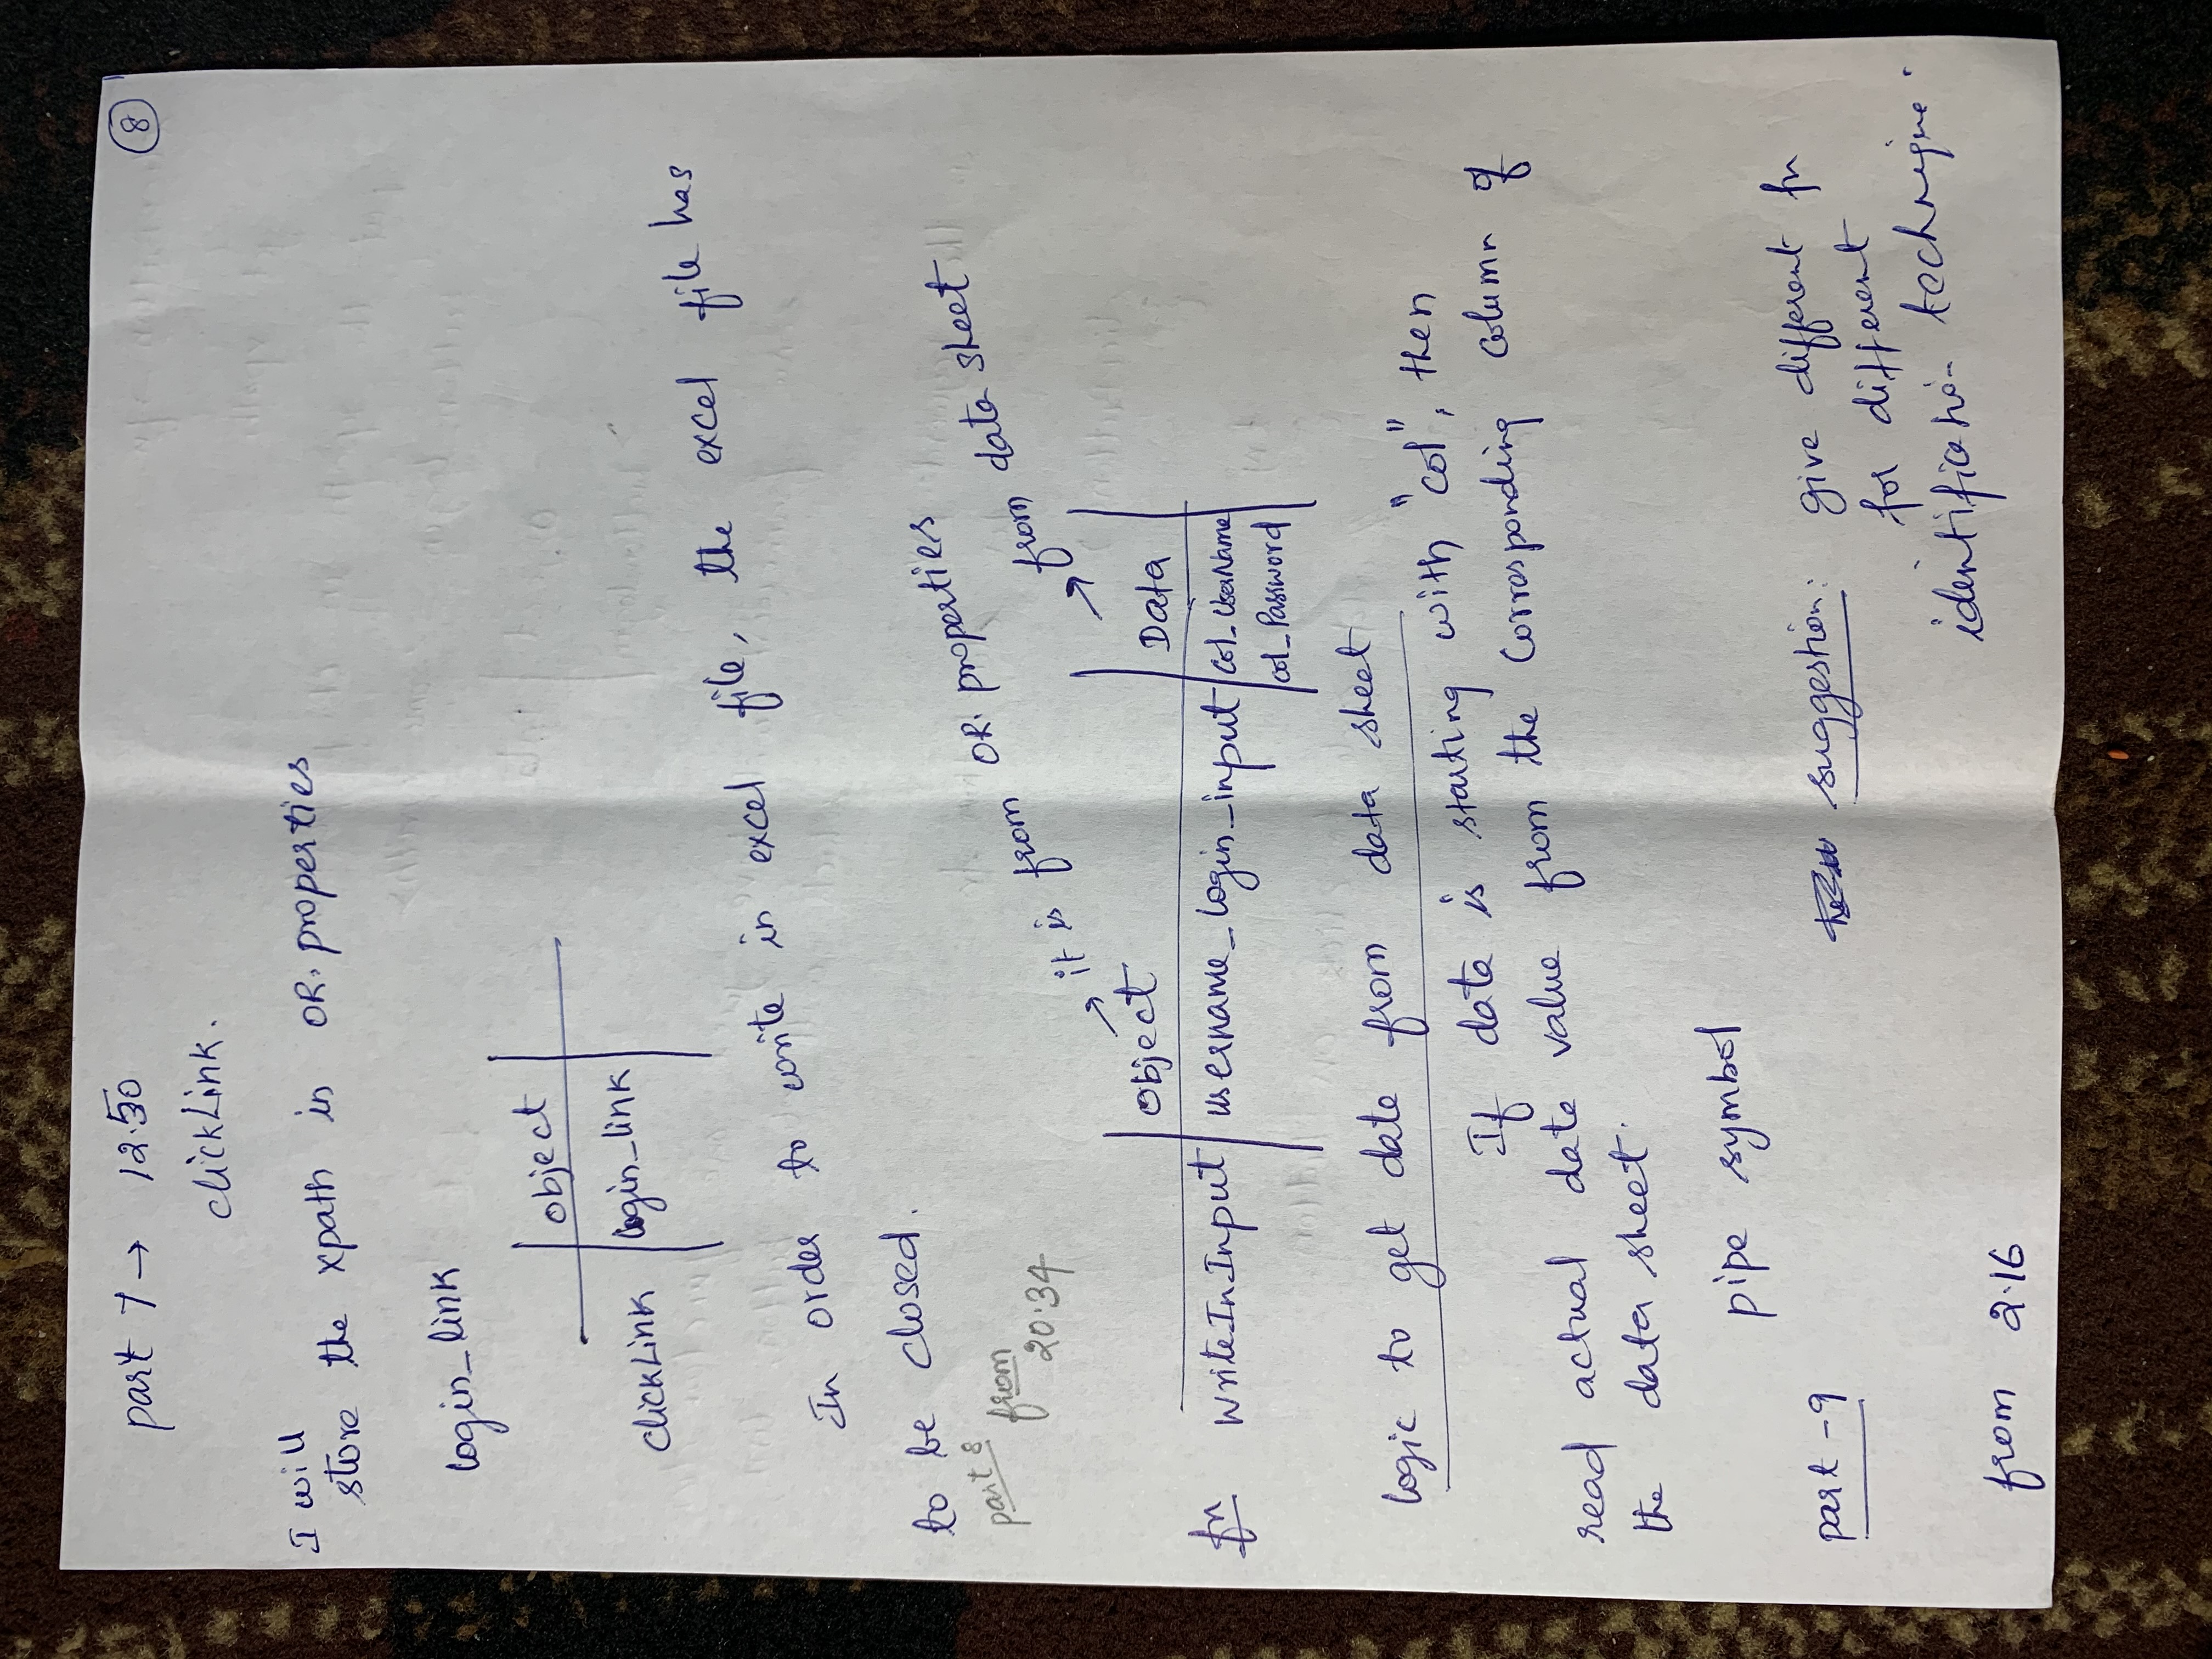 8
part 7 → 12.50
clickLink.
I will
store the xpath in OR. properties
login_link
object
clickLink login_link
In order to write in excel file, the excel file has
to be closed.
part 8
from
20.34
→ it is from OR. properties
→ from data sheet
Object Data
fn WriteInInput username_login_input col_UserName
col_Password
logic to get data from data sheet
If data is starting with "col", then
read actual data value from the corresponding column of
the data sheet.
pipe symbol
part - 9
suggestion: give different fn
for different
identification technique.
from 2.16